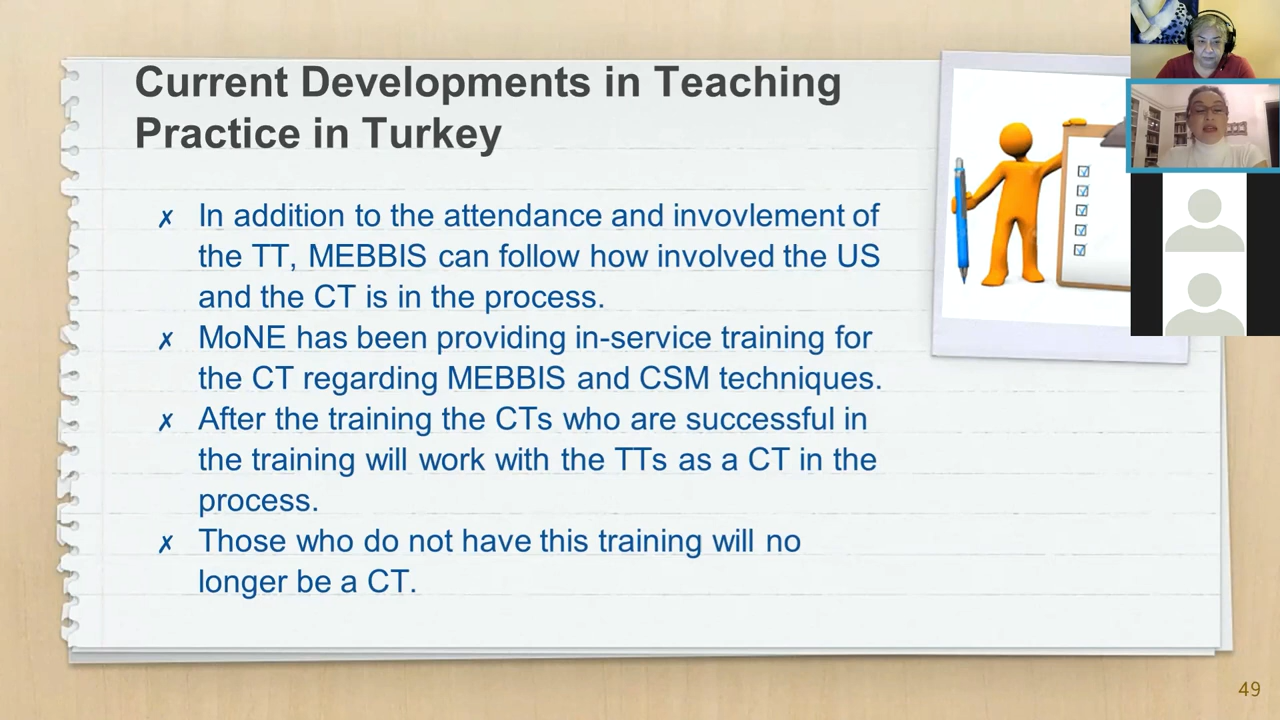 Current Developments in Teaching
Practice in Turkey
✗ In addition to the attendance and invovlement of
the TT, MEBBIS can follow how involved the US
and the CT is in the process.
✗ MoNE has been providing in-service training for
the CT regarding MEBBIS and CSM techniques.
✗ After the training the CTs who are successful in
the training will work with the TTs as a CT in the
process.
✗ Those who do not have this training will no
longer be a CT.
49